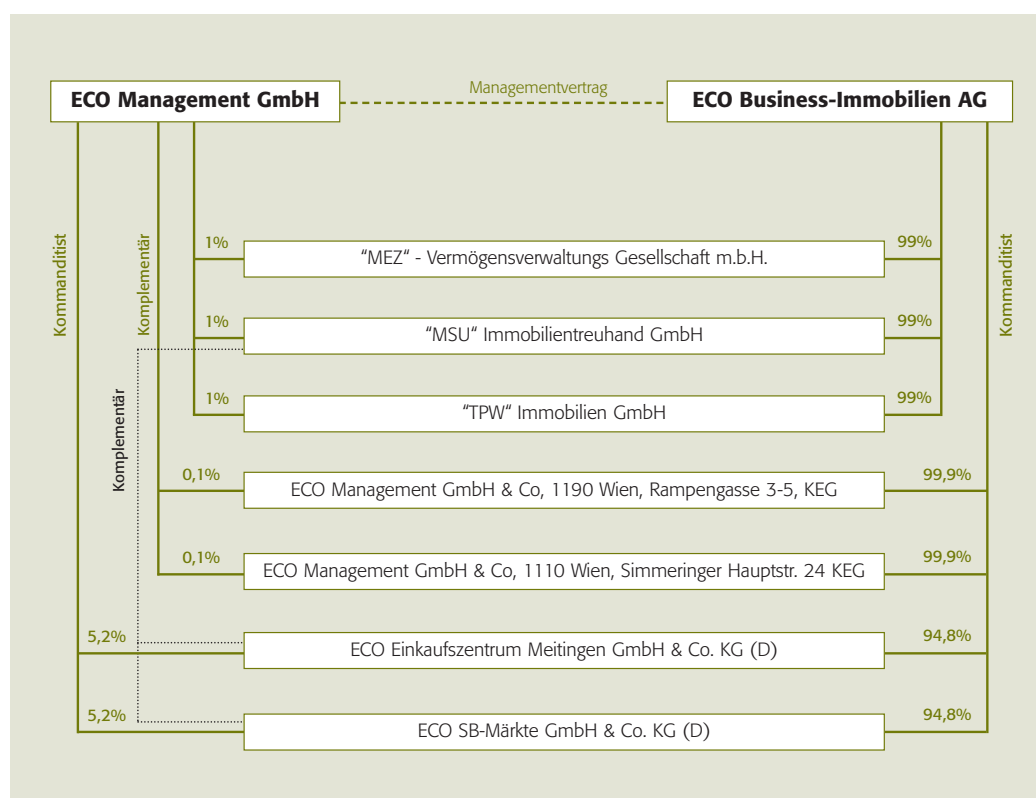 Managementvertrag
ECO Management GmbH
ECO Business-Immobilien AG
Kommanditist
Komplementär
Kommanditist
1%
"MEZ“ - Vermögensverwaltungs Gesellschaft m.b.H.
99%
1%
"MSU“ Immobilientreuhand GmbH
99%
Komplementär
1%
"TPW“ Immobilien GmbH
99%
0,1%
ECO Management GmbH & Co, 1190 Wien, Rampengasse 3-5, KEG
99,9%
0,1%
ECO Management GmbH & Co, 1110 Wien, Simmeringer Hauptstr. 24 KEG
99,9%
5,2%
ECO Einkaufszentrum Meitingen GmbH & Co. KG (D)
94,8%
5,2%
ECO SB-Märkte GmbH & Co. KG (D)
94,8%